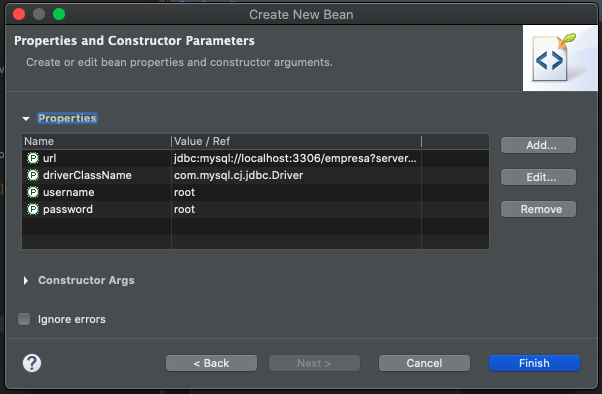 Create New Bean
Properties and Constructor Parameters
Create or edit bean properties and constructor arguments.
Properties
Name Value / Ref
url jdbc:mysql://localhost:3306/empresa?server...
driverClassName com.mysql.cj.jdbc.Driver
username root
password root
Add...
Edit...
Remove
Constructor Args
Ignore errors
? < Back Next > Cancel Finish